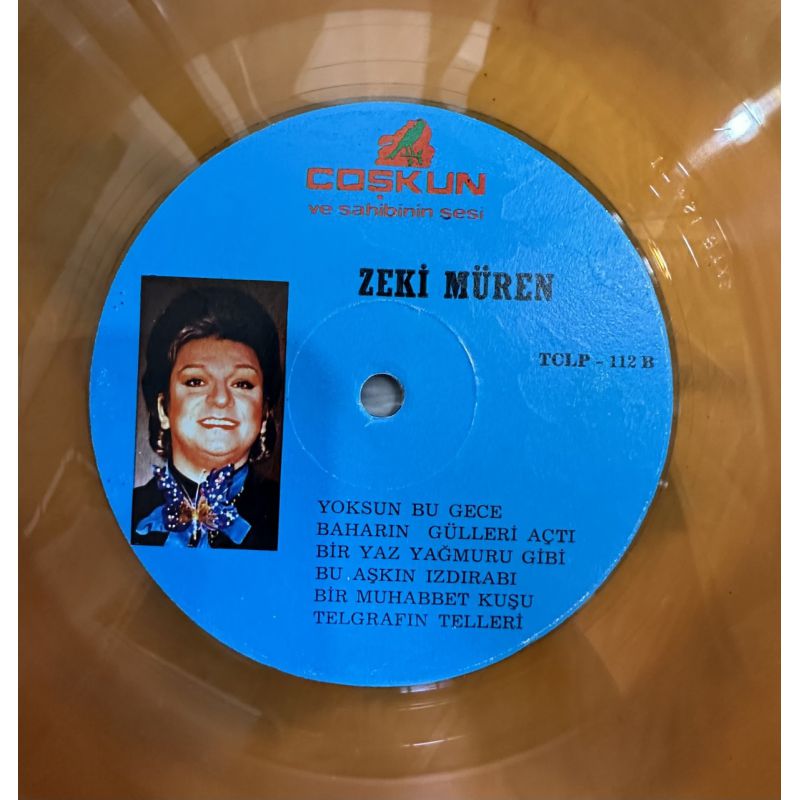 COŞKUN
ve sahibinin sesi
ZEKİ MÜREN
TCLP - 112 B
YOKSUN BU GECE
BAHARIN GÜLLERİ AÇTI
BİR YAZ YAĞMURU GİBİ
BU AŞKIN IZDIRABI
BİR MUHABBET KUŞU
TELGRAFIN TELLERİ